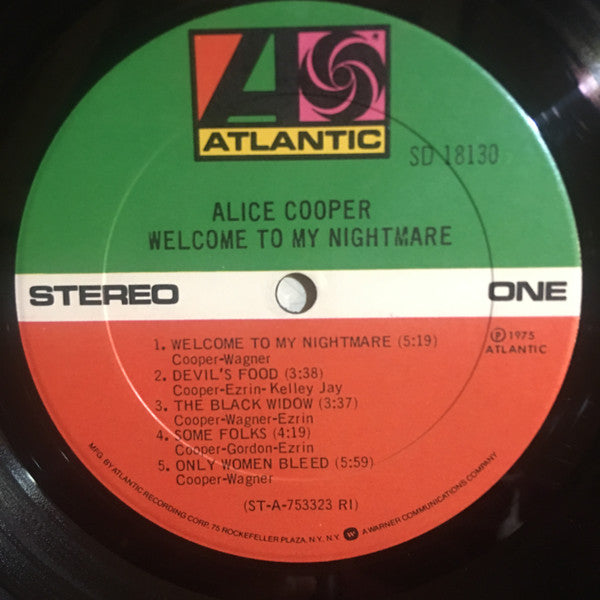 ATLANTIC
SD 18130
ALICE COOPER
WELCOME TO MY NIGHTMARE
STEREO
ONE
℗ 1975
ATLANTIC
1. WELCOME TO MY NIGHTMARE (5:19)
Cooper-Wagner
2. DEVIL'S FOOD (3:38)
Cooper-Ezrin-Kelley Jay
3. THE BLACK WIDOW (3:37)
Cooper-Wagner-Ezrin
4. SOME FOLKS (4:19)
Cooper-Gordon-Ezrin
5. ONLY WOMEN BLEED (5:59)
Cooper-Wagner
(ST-A-753323 RI)
MFG. BY ATLANTIC RECORDING CORP. 75 ROCKEFELLER PLAZA, N.Y. N.Y. W A WARNER COMMUNICATIONS COMPANY